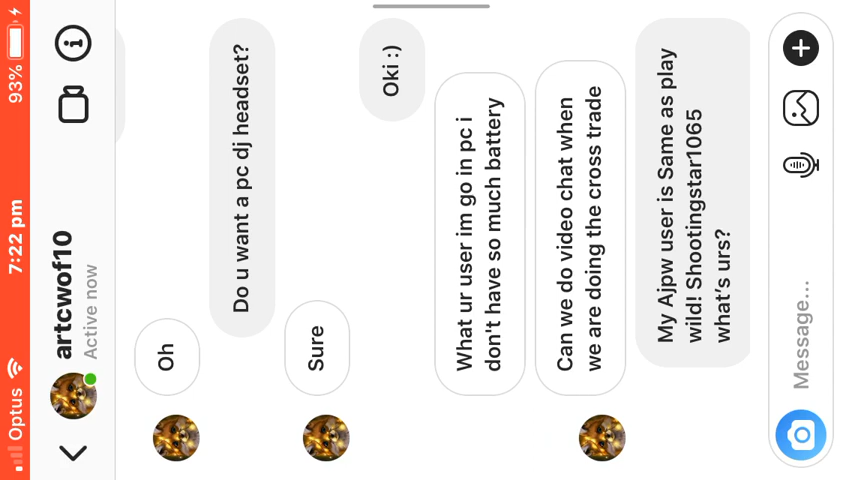 Optus 7:22 pm 93%
artcwof10
Active now
Oh
Do u want a pc dj headset?
Sure
Oki :)
What ur user im go in pc i
don't have so much battery
Can we do video chat when
we are doing the cross trade
My Ajpw user is Same as play
wild! Shootingstar1065
what's urs?
Message...